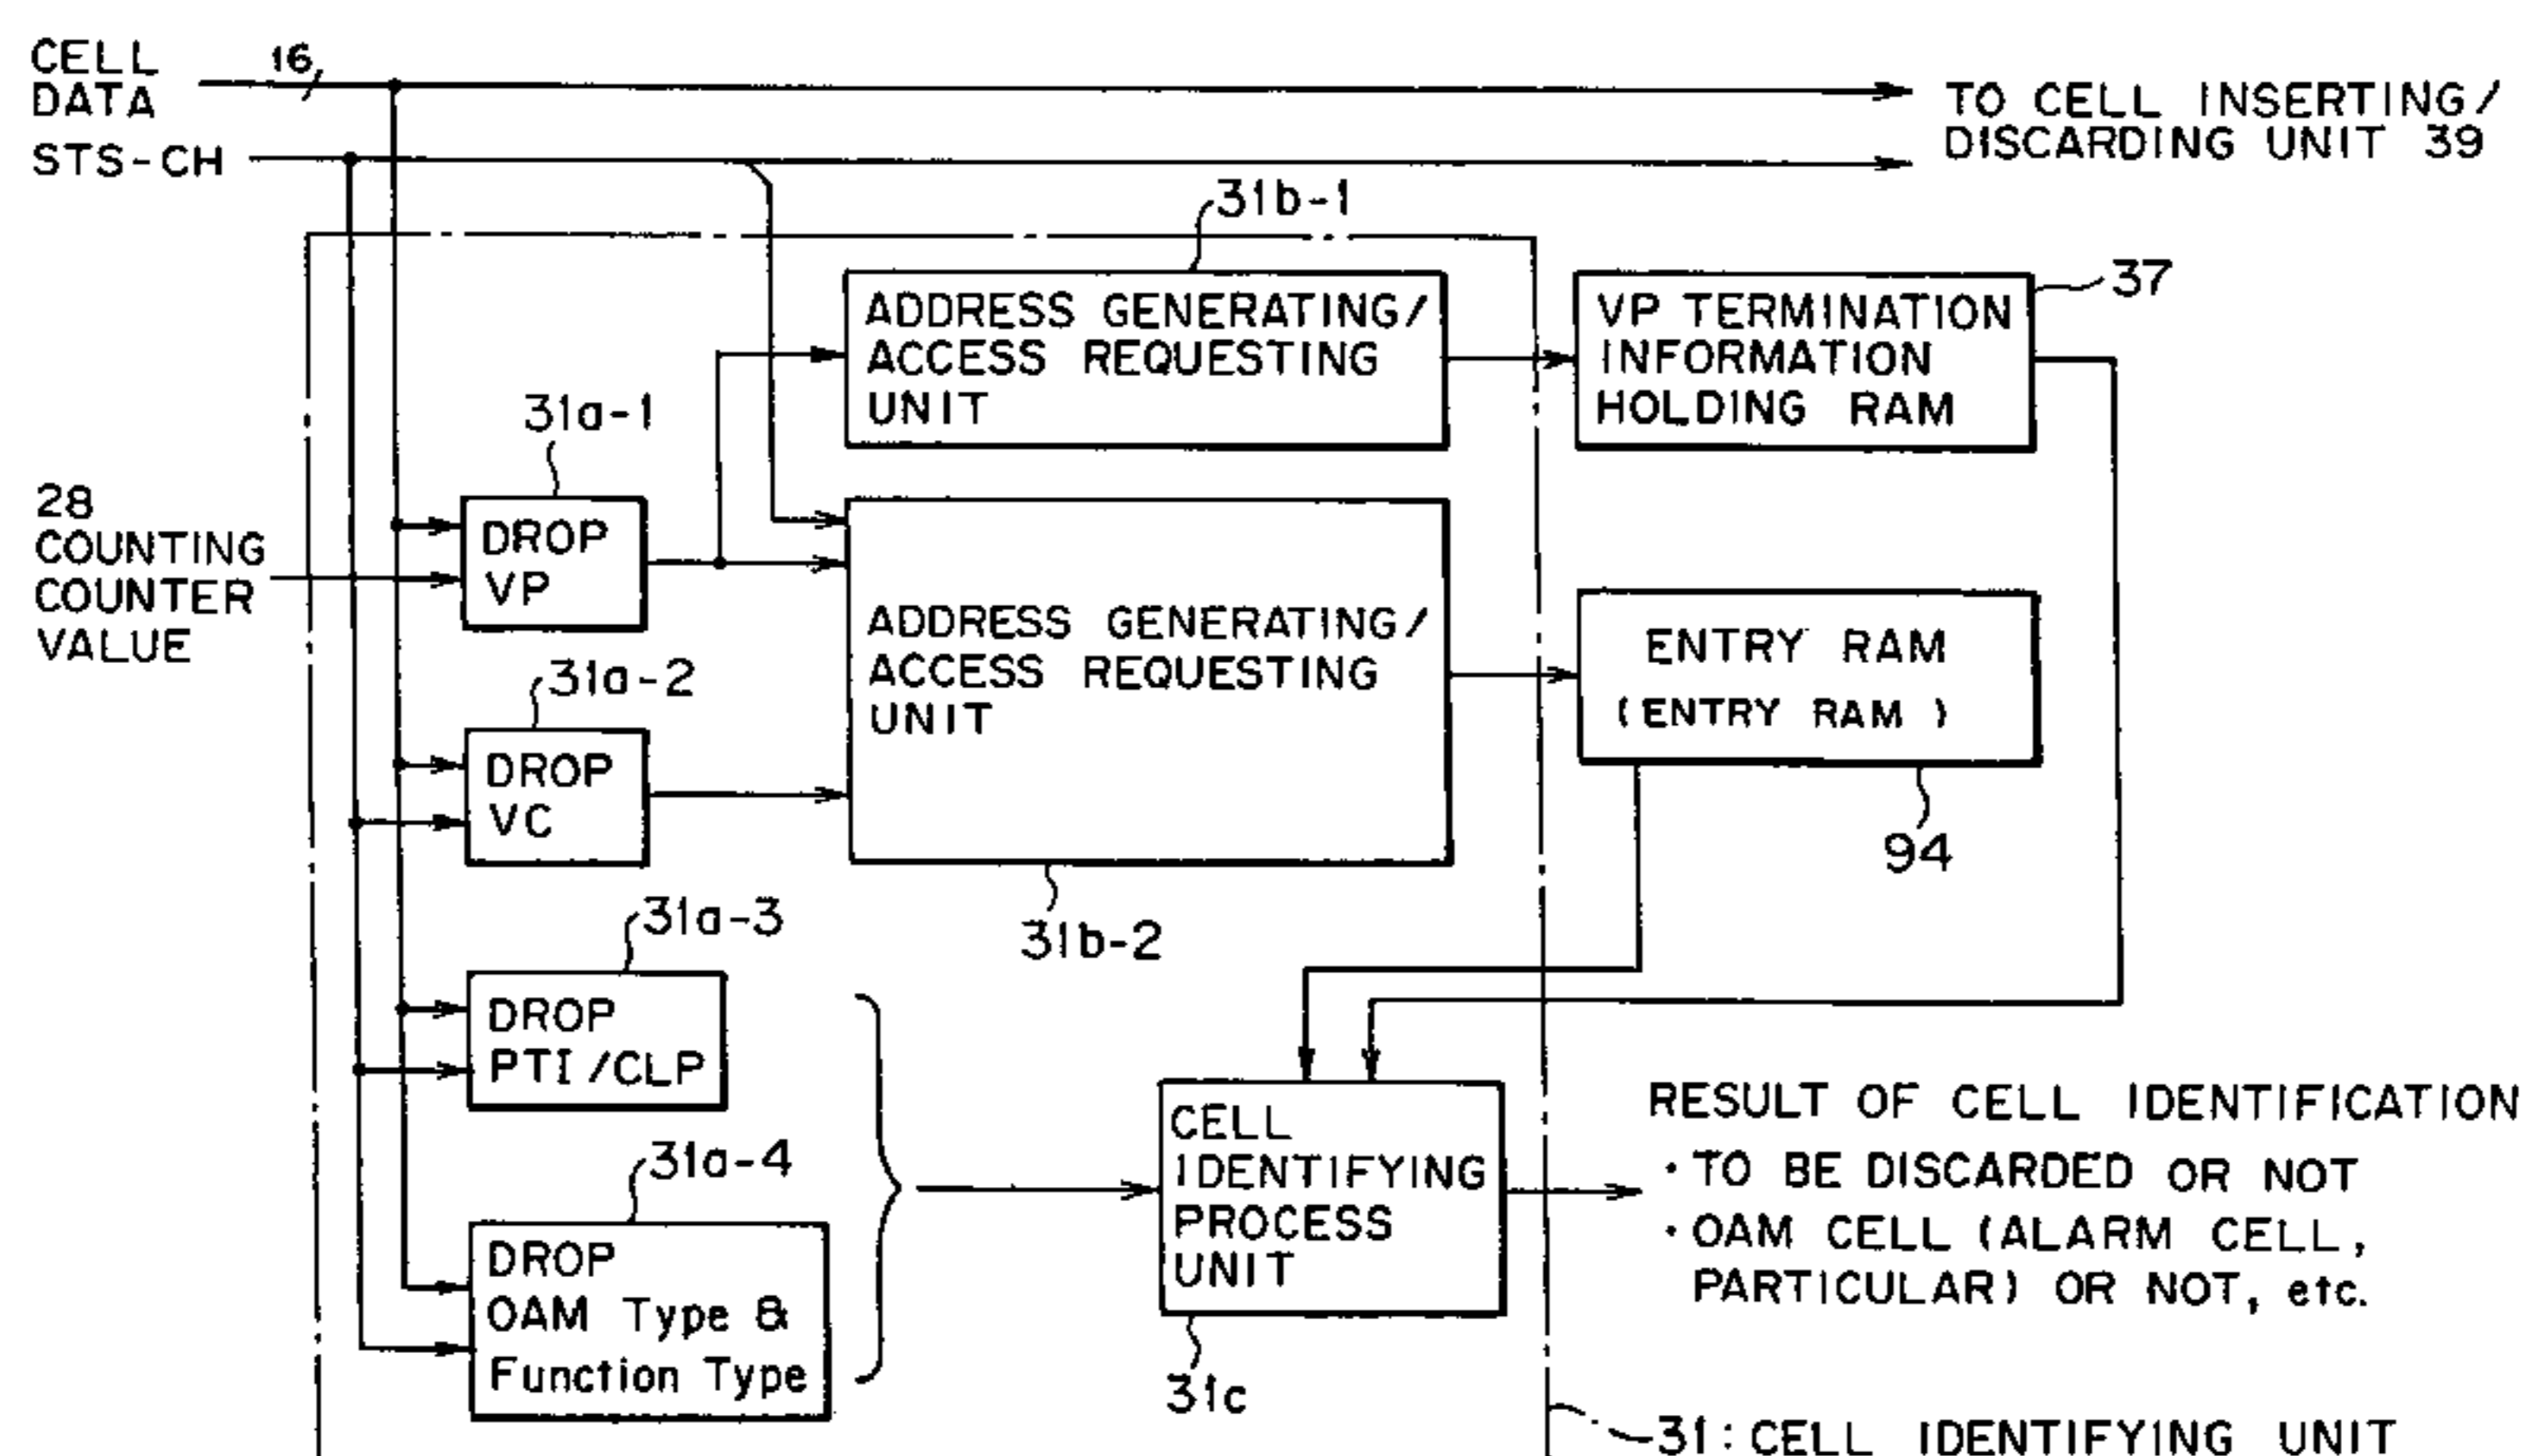 CELL
DATA
16
STS-CH
TO CELL INSERTING/
DISCARDING UNIT 39
31b-1
ADDRESS GENERATING/
ACCESS REQUESTING
UNIT
VP TERMINATION
INFORMATION
HOLDING RAM
37
31a-1
28
COUNTING
COUNTER
VALUE
DROP
VP
ADDRESS GENERATING/
ACCESS REQUESTING
UNIT
ENTRY RAM
(ENTRY RAM)
94
31a-2
DROP
VC
31b-2
31a-3
DROP
PTI/CLP
31a-4
DROP
OAM Type &
Function Type
CELL
IDENTIFYING
PROCESS
UNIT
31c
RESULT OF CELL IDENTIFICATION
・TO BE DISCARDED OR NOT
・OAM CELL (ALARM CELL,
PARTICULAR) OR NOT, etc.
31: CELL IDENTIFYING UNIT